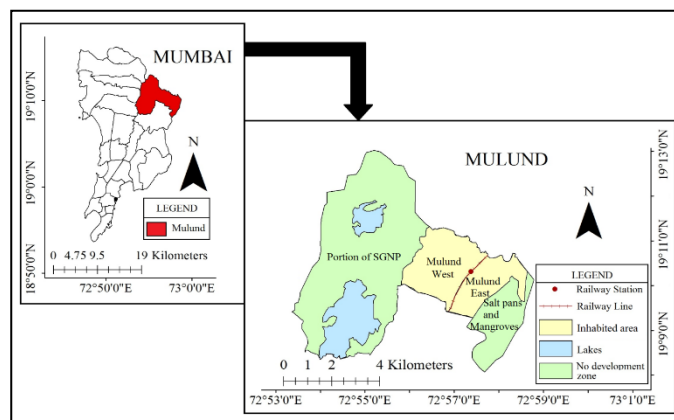 MUMBAI
19°10'0"N
19°0'0"N
18°50'0"N
N
LEGEND
Mulund
0 4.75 9.5 19 Kilometers
72°50'0"E 73°0'0"E
MULUND
19°13'0"N
19°11'0"N
19°9'0"N
N
Portion of SGNP
Mulund
West
Mulund
East
Salt pans
and
Mangroves
LEGEND
Railway Station
Railway Line
Inhabited area
Lakes
No development
zone
0 1 2 4 Kilometers
72°53'0"E 72°55'0"E 72°57'0"E 72°59'0"E 73°1'0"E